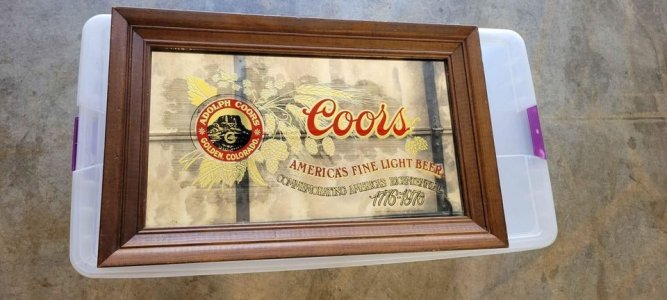 ADOLPH COORS
GOLDEN, COLORADO.
Coors
AMERICA'S FINE LIGHT BEER
COMMEMORATING AMERICA'S BICENTENNIAL
1776-1976